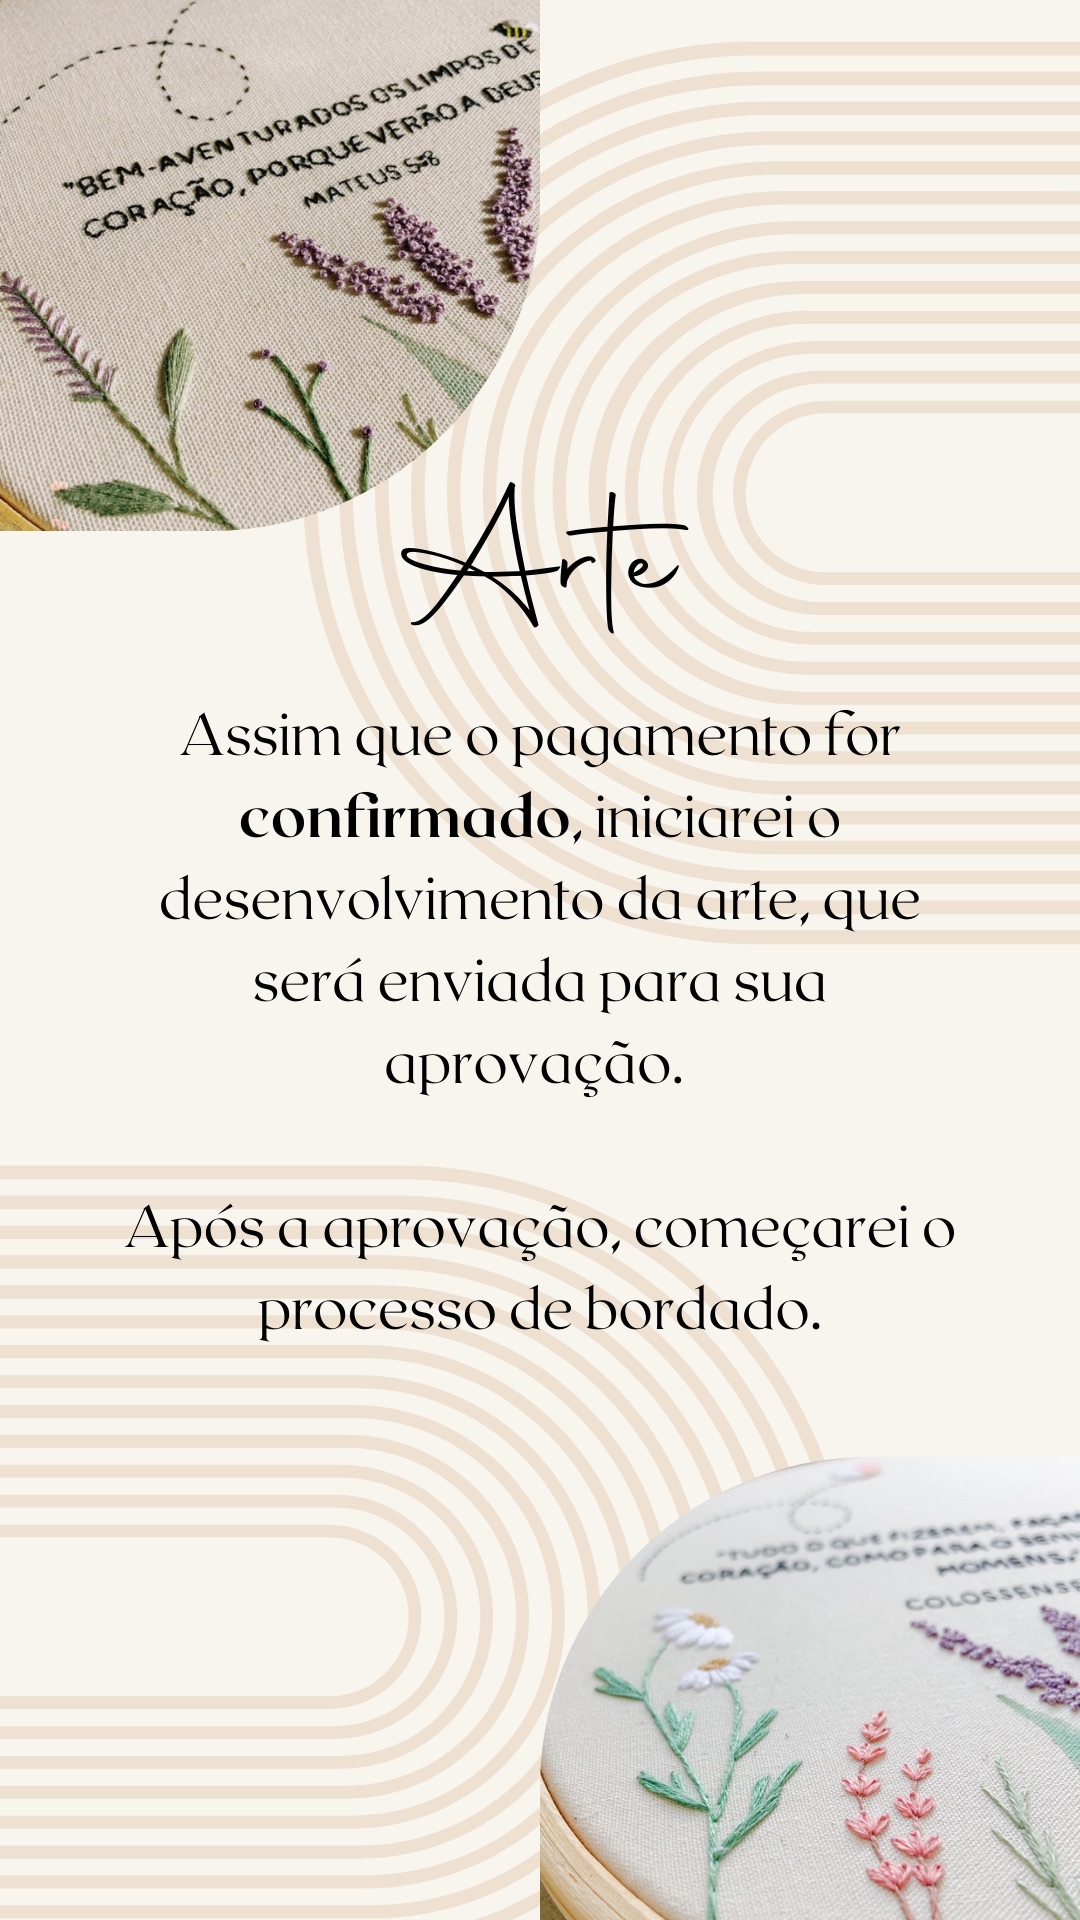 "BEM-AVENTURADOS OS LIMPOS DE
CORAÇÃO, PORQUE VERÃO A DEUS
MATEUS 5:8
Arte
Assim que o pagamento for
confirmado, iniciarei o
desenvolvimento da arte, que
será enviada para sua
aprovação.
Após a aprovação, começarei o
processo de bordado.
"TUDO O QUE FIZEREM, FAÇAM
CORAÇÃO, COMO PARA O
HOMENS."